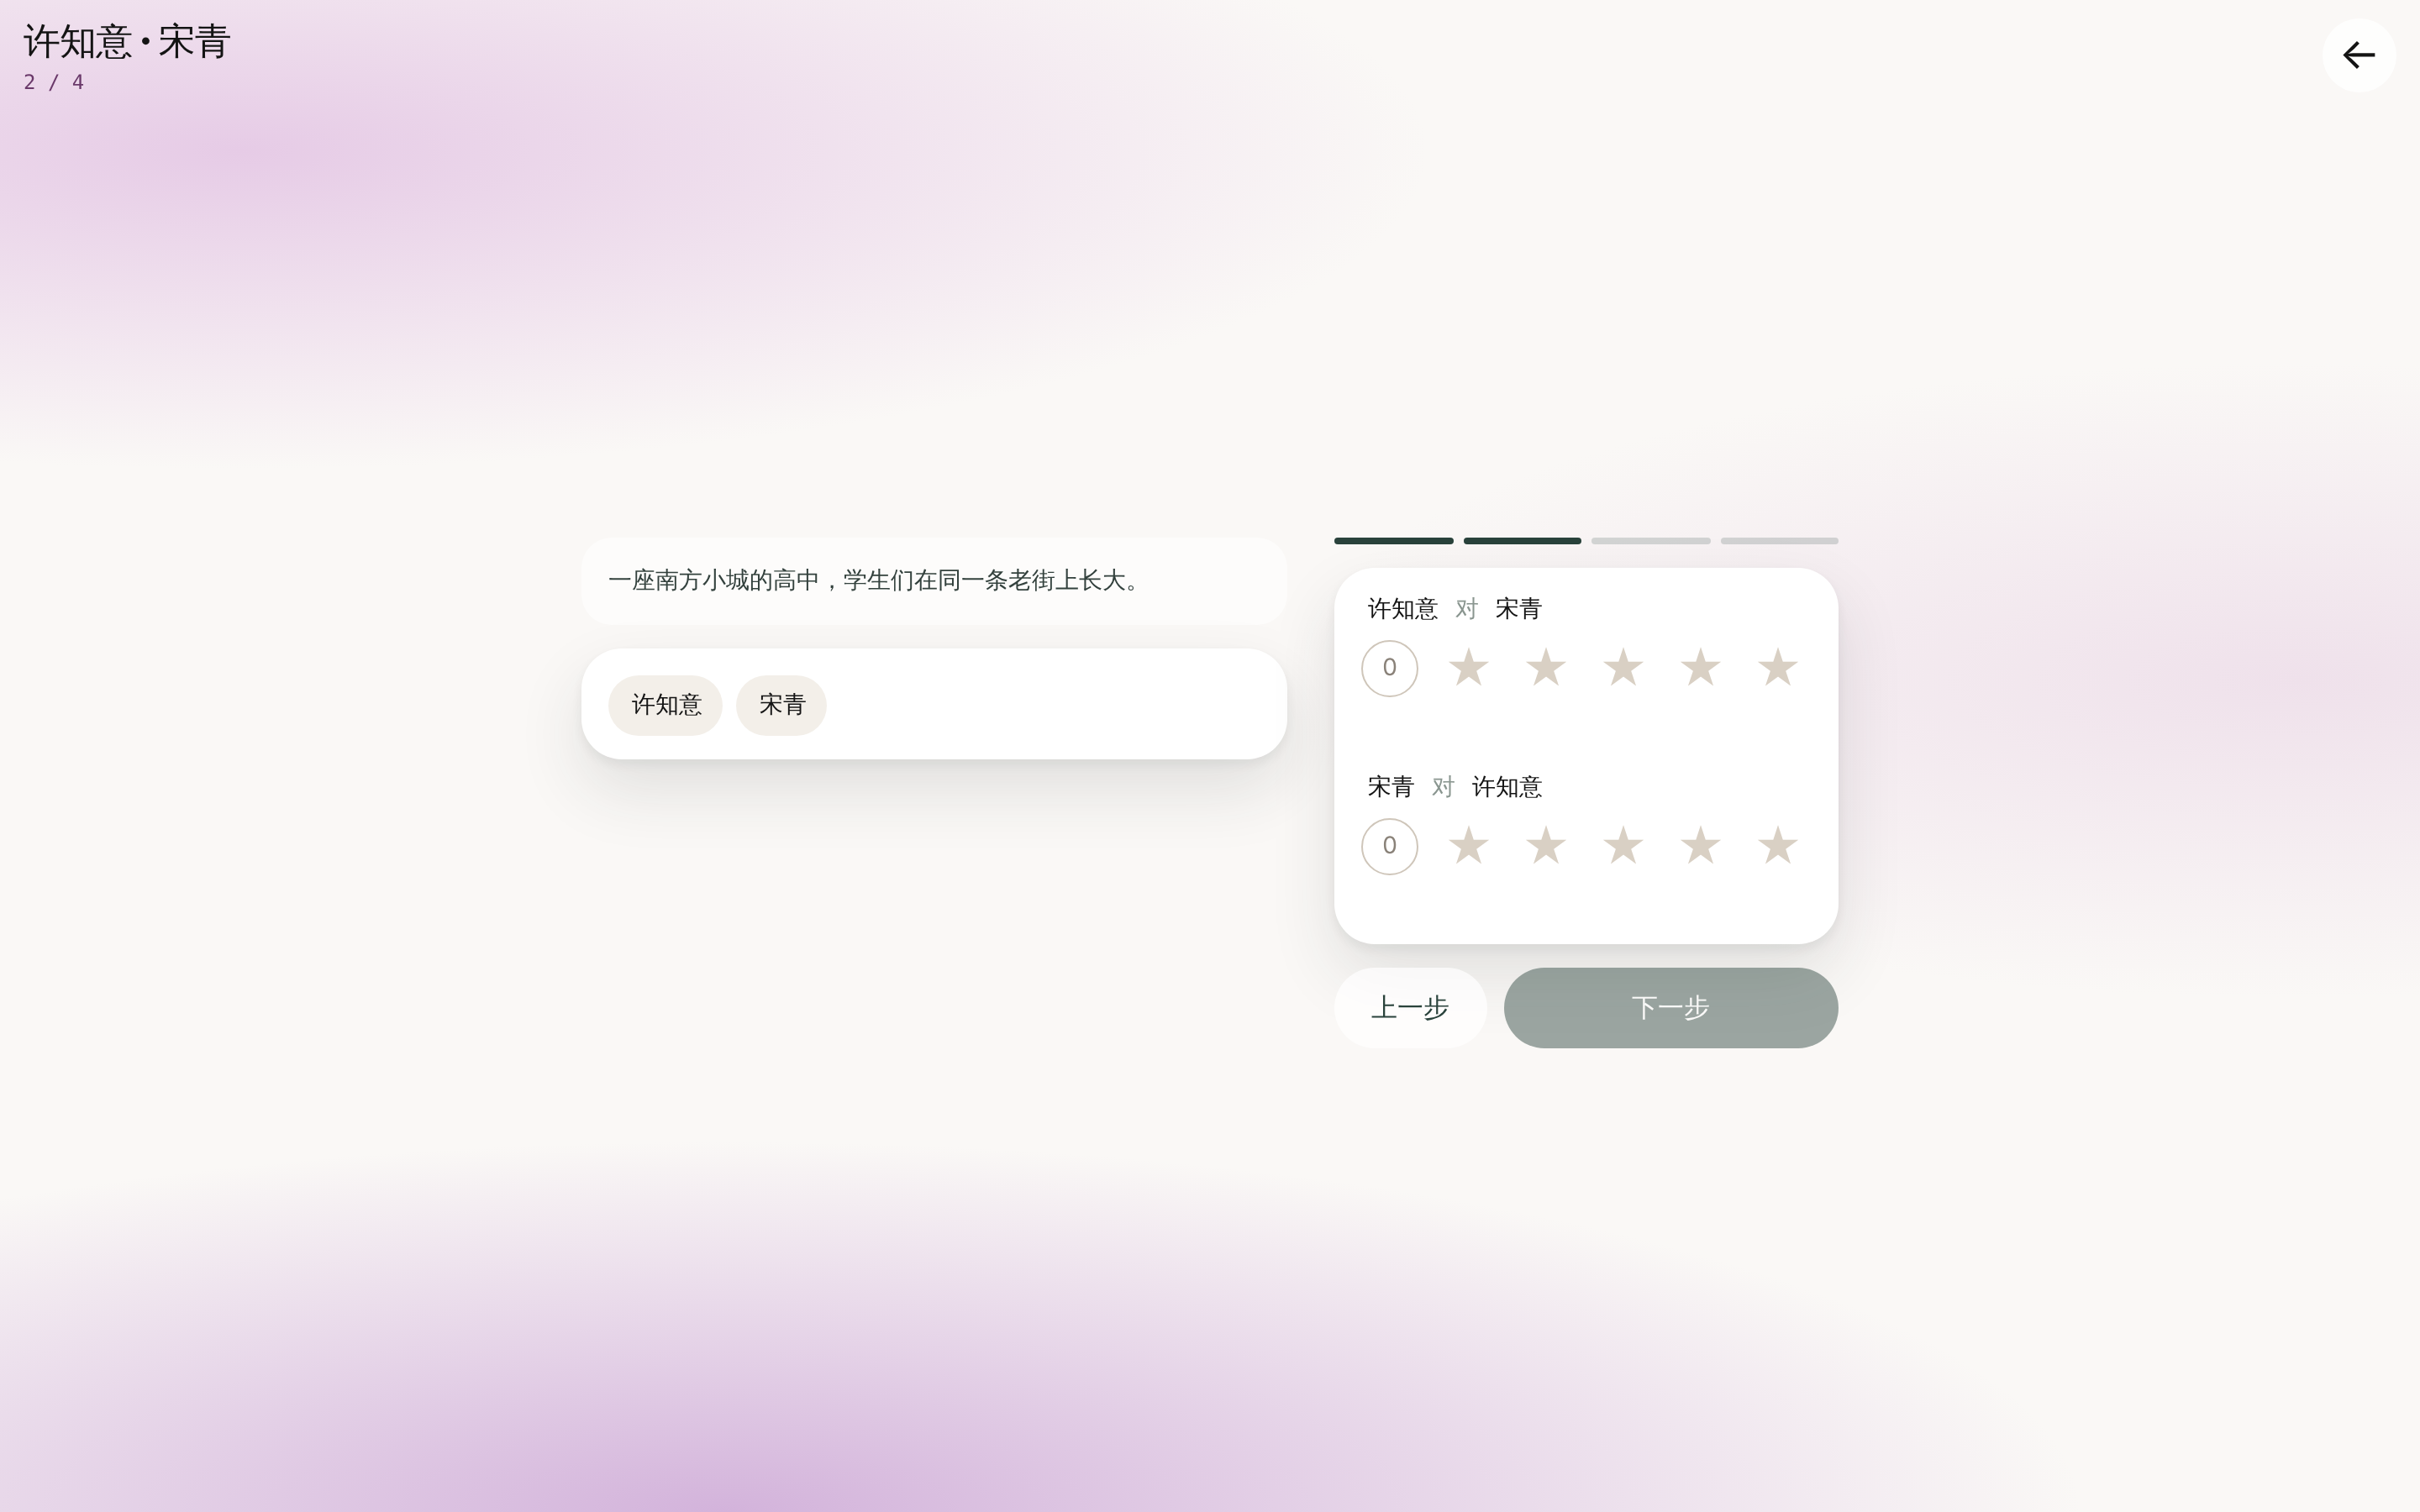 许知意·宋青
2 / 4
一座南方小城的高中，学生们在同一条老街上长大。
许知意 宋青
许知意 对 宋青
0 ★ ★ ★ ★ ★
宋青 对 许知意
0 ★ ★ ★ ★ ★
上一步 下一步